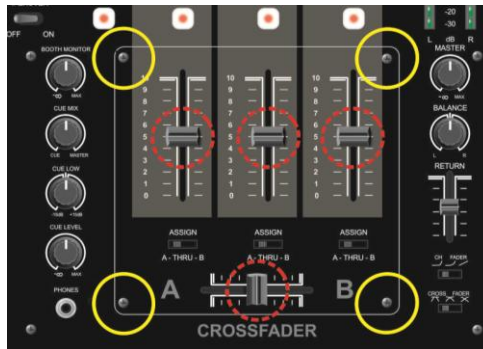 -20
-30
OFF ON
L dB R
BOOTH MONITOR
MASTER
-∞ MAX
-∞ MAX
CUE MIX
BALANCE
CUE MASTER
L R
CUE LOW
RETURN
CUE LEVEL
-∞ MAX
10 10 10
9 9 9
8 8 8
7 7 7
6 6 6
5 5 5
4 4 4
3 3 3
2 2 2
1 1 1
0 0 0
ASSIGN ASSIGN ASSIGN
A - THRU - B A - THRU - B A - THRU - B
CH FADER
PHONES
A B
CROSS FADER
CROSSFADER